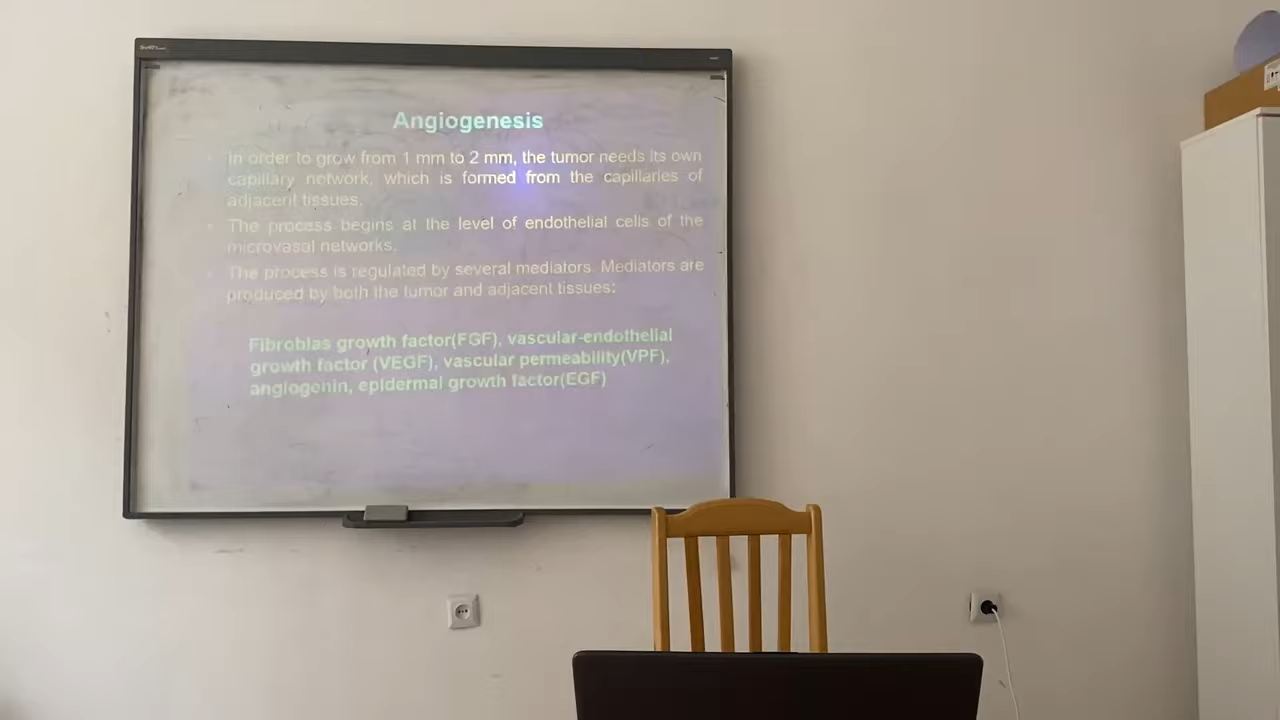 Angiogenesis
In order to grow from 1 mm to 2 mm, the tumor needs its own
capillary network, which is formed from the capillaries of
adjacent tissues.
The process begins at the level of endothelial cells of the
microvasal networks.
The process is regulated by several mediators. Mediators are
produced by both the tumor and adjacent tissues:
Fibroblas growth factor(FGF), vascular-endothelial
growth factor (VEGF), vascular permeability(VPF),
angiogenin, epidermal growth factor(EGF)